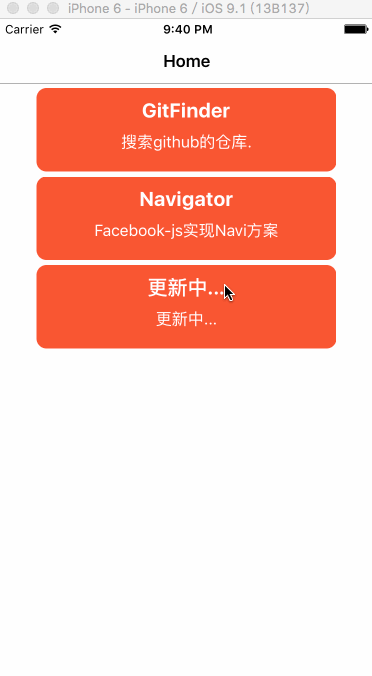 iPhone 6 - iPhone 6 / iOS 9.1 (13B137)
Carrier 9:40 PM
Home
GitFinder
搜索github的仓库.
Navigator
Facebook-js实现Navi方案
更新中...
更新中...